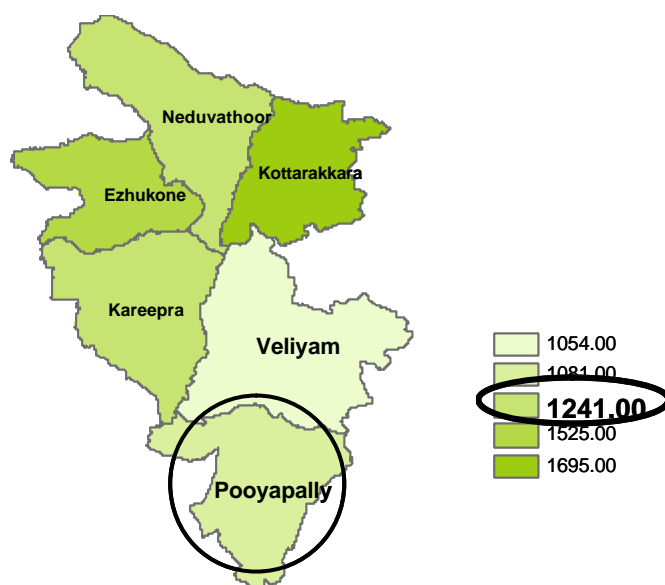 Neduvathoor
Kottarakkara
Ezhukone
Kareepra
Veliyam
Pooyapally
1054.00
1081.00
1241.00
1525.00
1695.00